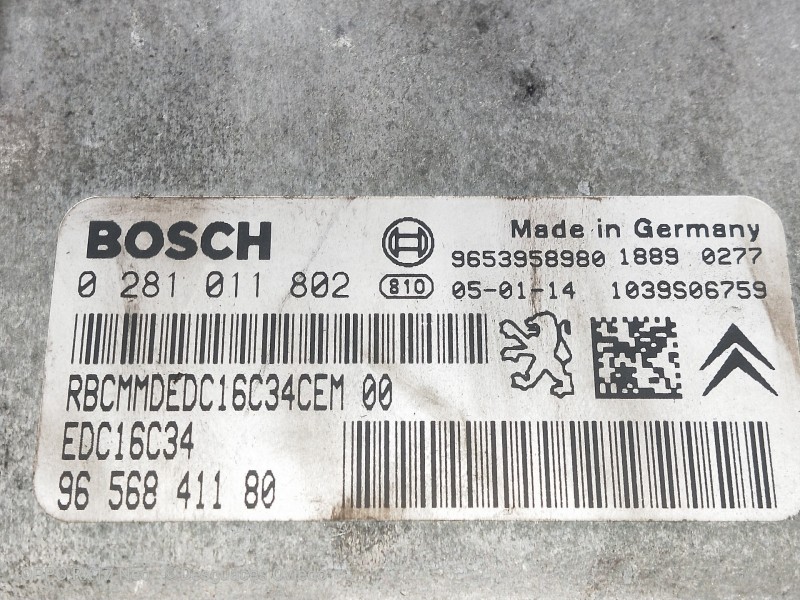 BOSCH
Made in Germany
9653958980 1889 0277
0 281 011 802 810 05-01-14 1039S06759
RBCMMDEDC16C34CEM 00
EDC16C34
96 568 411 80